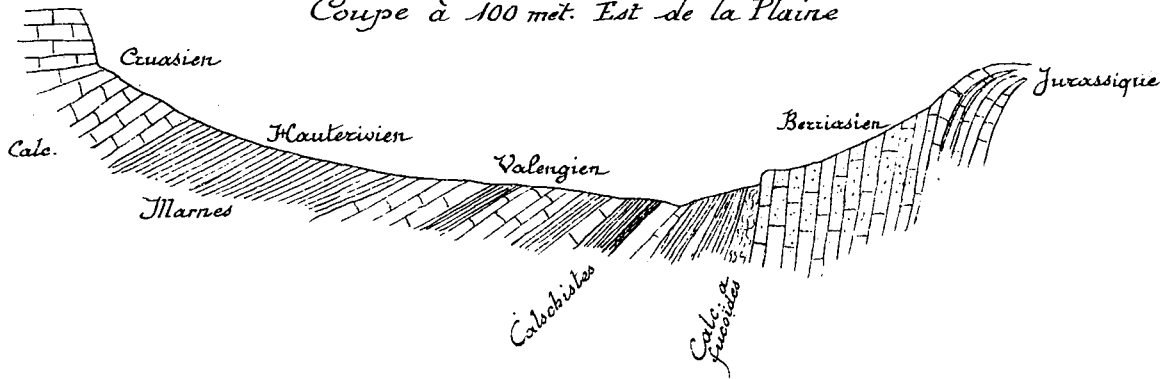 Coupe à 100 mèt. Est de la Plaine
Cruasien
Jurassique
Hauterivien
Berriasien
Calc.
Valengien
Marnes
Calschistes
Calc. à
fucoïdes